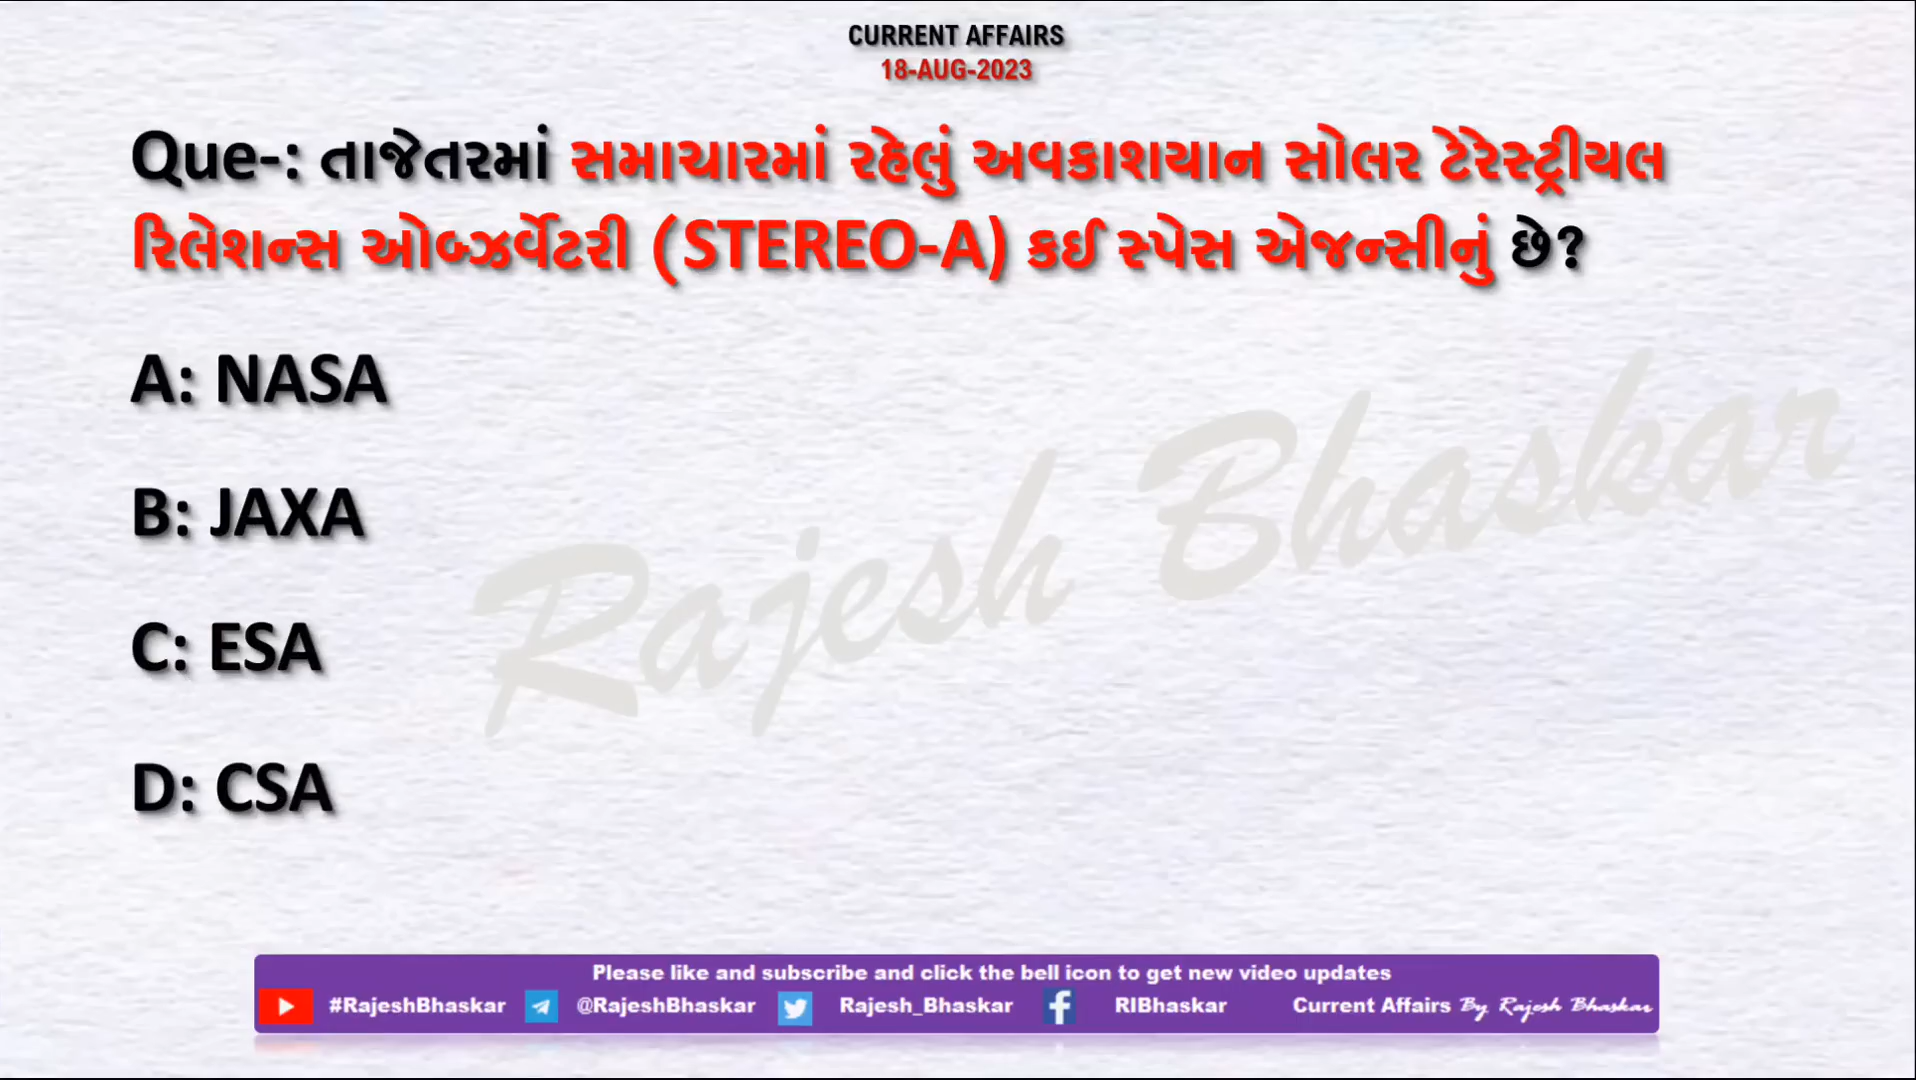 CURRENT AFFAIRS
18-AUG-2023
Que-: તાજેતરમાં સમાચારમાં રહેલું અવકાશયાન સોલર ટેરેસ્ટ્રીયલ
રિલેશન્સ ઓબ્ઝર્વેટરી (STEREO-A) કઈ સ્પેસ એજન્સીનું છે?
A: NASA
B: JAXA
C: ESA
D: CSA
Rajesh Bhaskar
Please like and subscribe and click the bell icon to get new video updates
#RajeshBhaskar @RajeshBhaskar Rajesh_Bhaskar RIBhaskar Current Affairs By Rajesh Bhaskar